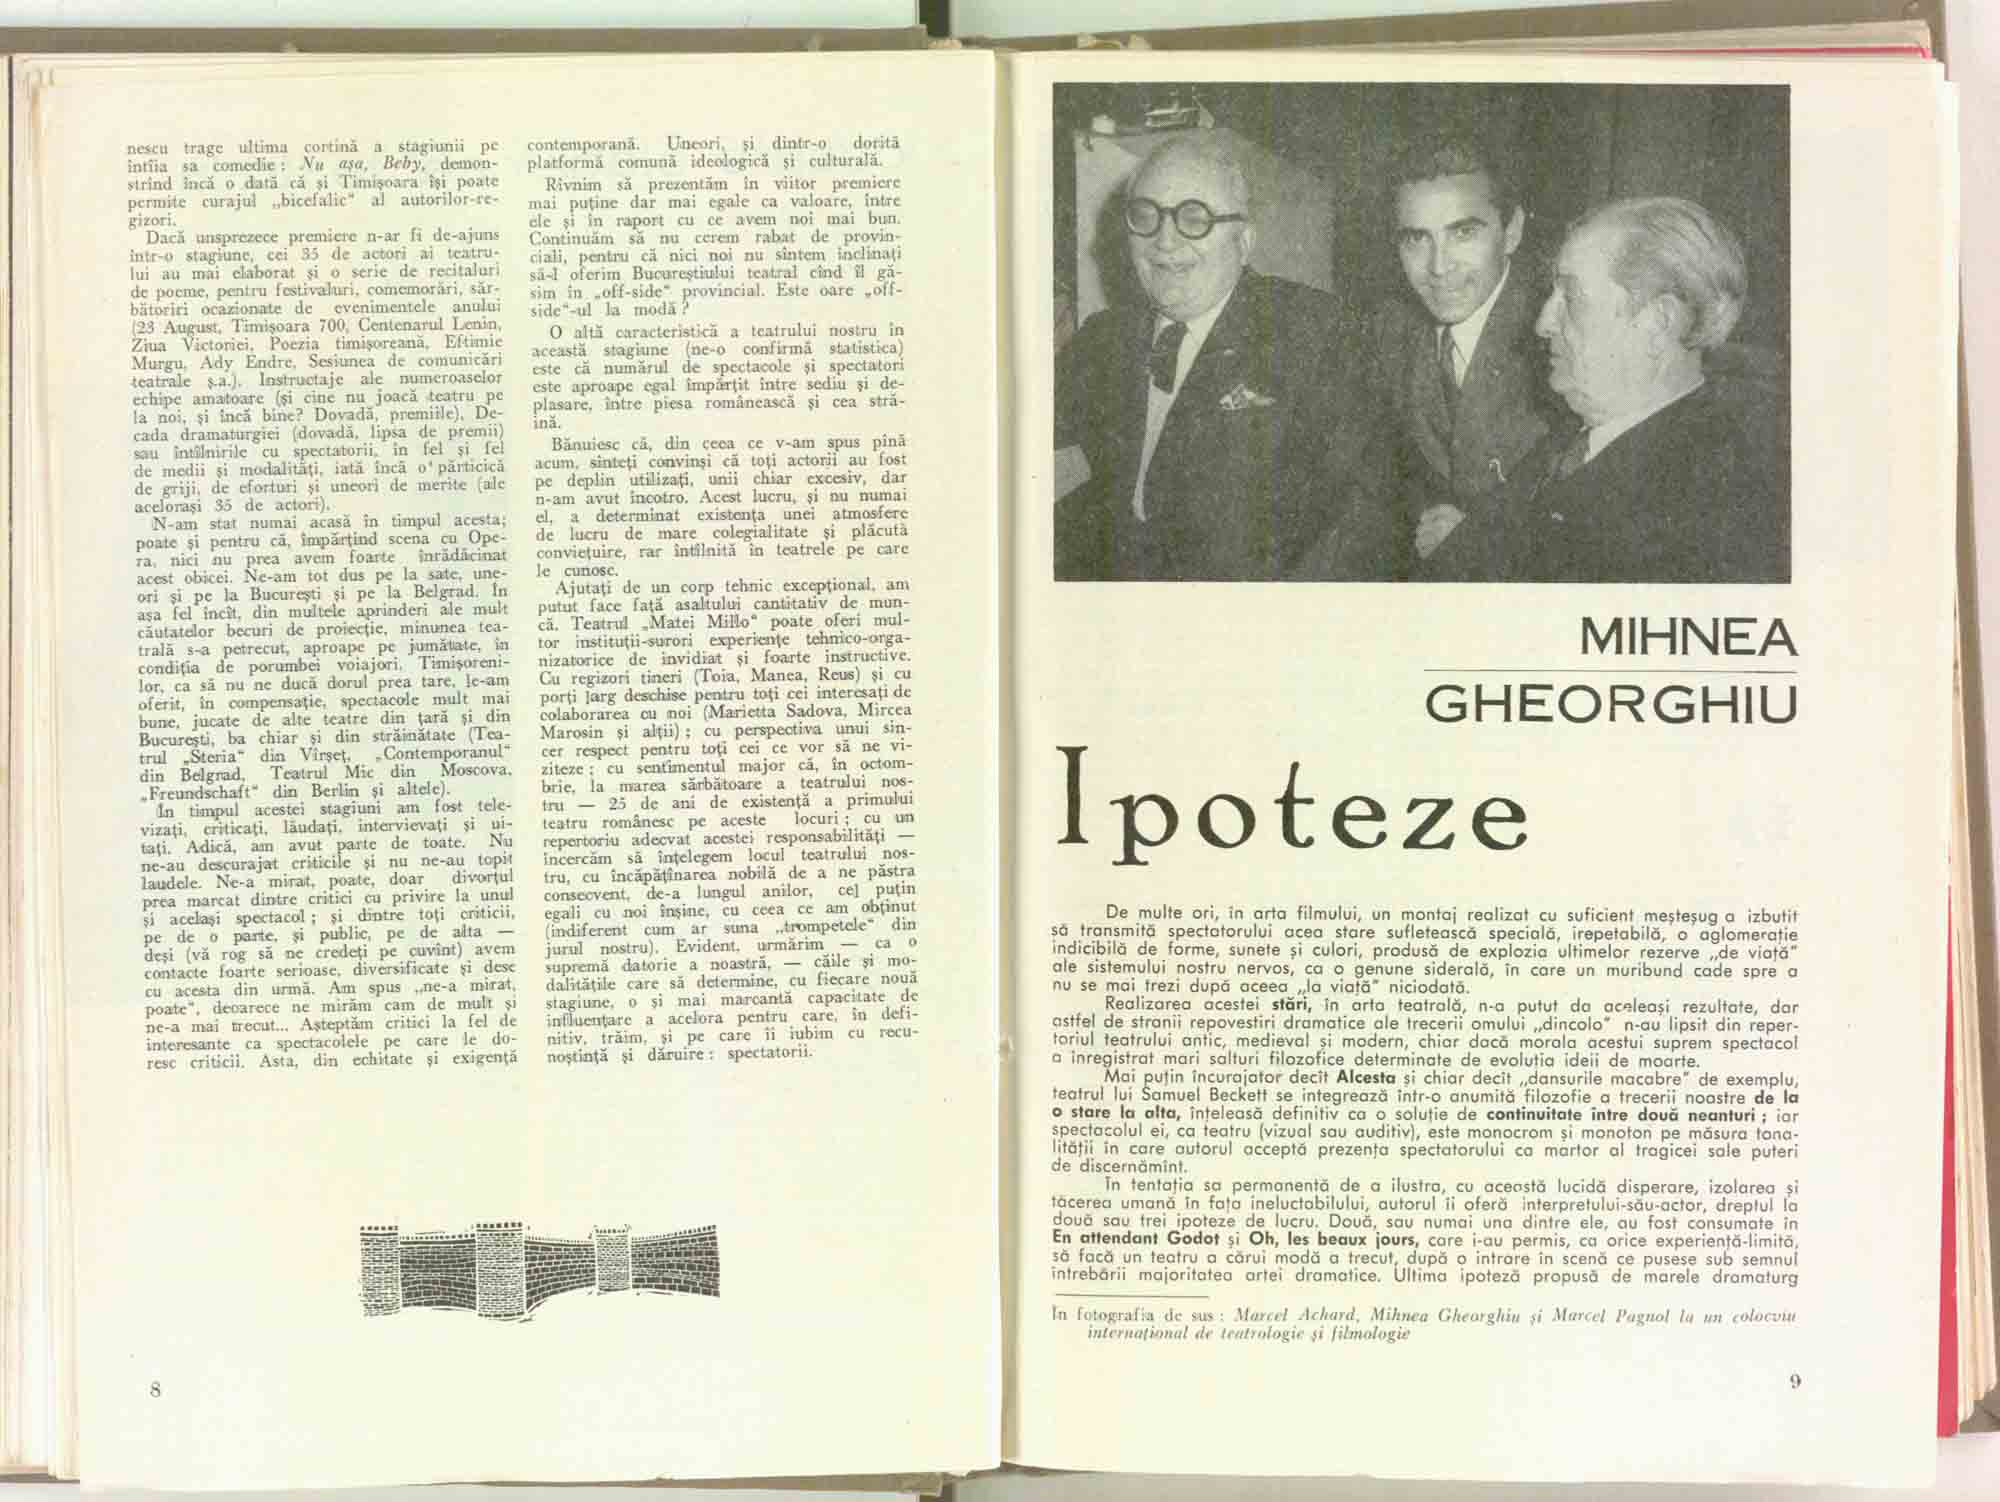 nescu trage ultima cortină a stagiunii pe
întîia sa comedie : Nu așa, Beby, demon-
strînd încă o dată că și Timișoara își poate
permite curajul „bicefalic“ al autorilor-re-
gizori.
Dacă unsprezece premiere n-ar fi de-ajuns
într-o stagiune, cei 35 de actori ai teatru-
lui au mai elaborat și o serie de recitaluri
de poeme, pentru festivaluri, comemorări, săr-
bătoriri ocazionate de evenimentele anului
(23 August, Timișoara 700, Centenarul Lenin,
Ziua Victoriei, Poezia timișoreană, Eftimie
Murgu, Ady Endre, Sesiunea de comunicări
teatrale ș.a.). Instructaje ale numeroaselor
echipe amatoare (și cine nu joacă teatru pe
la noi, și încă bine? Dovadă, premiile), De-
cada dramaturgiei (dovadă, lipsa de premii)
sau întîlnirile cu spectatorii, în fel și fel
de medii și modalități, iată încă o părticică
de griji, de eforturi și uneori de merite (ale
acelorași 35 de actori).
N-am stat numai acasă în timpul acesta;
poate și pentru că, împărțind scena cu Ope-
ra, nici nu prea avem foarte înrădăcinat
acest obicei. Ne-am tot dus pe la sate, une-
ori și pe la București și pe la Belgrad. În
așa fel încît, din multele aprinderi ale mult
căutatelor becuri de proiecție, minunea tea-
trală s-a petrecut, aproape pe jumătate, în
condiția de porumbei voiajori. Timișoreni-
lor, ca să nu ne ducă dorul prea tare, le-am
oferit, în compensație, spectacole mult mai
bune, jucate de alte teatre din țară și din
București, ba chiar și din străinătate (Tea-
trul „Steria“ din Vîrșeț, „Contemporanul“
din Belgrad, Teatrul Mic din Moscova,
„Freundschaft“ din Berlin și altele).
În timpul acestei stagiuni am fost tele-
vizați, criticați, lăudați, intervievați și ui-
tați. Adică, am avut parte de toate. Nu
ne-au descurajat criticile și nu ne-au topit
laudele. Ne-a mirat, poate, doar divorțul
prea marcat dintre critici cu privire la unul
și același spectacol ; și dintre toți criticii,
pe de o parte, și public, pe de alta —
deși (vă rog să ne credeți pe cuvînt) avem
contacte foarte serioase, diversificate și dese
cu acesta din urmă. Am spus „ne-a mirat,
poate“, deoarece ne mirăm cam de mult și
ne-a mai trecut... Așteptăm critici la fel de
interesante ca spectacolele pe care le do-
resc criticii. Asta, din echitate și exigență
contemporană. Uneori, și dintr-o dorită
platformă comună ideologică și culturală.
Rîvnim să prezentăm în viitor premiere
mai puține dar mai egale ca valoare, între
ele și în raport cu ce avem noi mai bun.
Continuăm să nu cerem rabat de provin-
ciali, pentru că nici noi nu sîntem înclinați
să-l oferim Bucureștiului teatral cînd îl gă-
sim în „off-side“ provincial. Este oare „off-
side“-ul la modă ?
O altă caracteristică a teatrului nostru în
această stagiune (ne-o confirmă statistica)
este că numărul de spectacole și spectatori
este aproape egal împărțit între sediu și de-
plasare, între piesa românească și cea stră-
ină.
Bănuiesc că, din ceea ce v-am spus pînă
acum, sînteți convinși că toți actorii au fost
pe deplin utilizați, unii chiar excesiv, dar
n-am avut încotro. Acest lucru, și nu numai
el, a determinat existența unei atmosfere
de lucru de mare colegialitate și plăcută
conviețuire, rar întîlnită în teatrele pe care
le cunosc.
Ajutați de un corp tehnic excepțional, am
putut face față asaltului cantitativ de mun-
că. Teatrul „Matei Millo“ poate oferi mul-
tor instituții-surori experiențe tehnico-orga-
nizatorice de invidiat și foarte instructive.
Cu regizori tineri (Toia, Manea, Reus) și cu
porți larg deschise pentru toți cei interesați de
colaborarea cu noi (Marietta Sadova, Mircea
Marosin și alții) ; cu perspectiva unui sin-
cer respect pentru toți cei ce vor să ne vi-
ziteze ; cu sentimentul major că, în octom-
brie, la marea sărbătoare a teatrului nos-
tru — 25 de ani de existență a primului
teatru românesc pe aceste locuri ; cu un
repertoriu adecvat acestei responsabilități —
încercăm să înțelegem locul teatrului nos-
tru, cu încăpățînarea nobilă de a ne păstra
consecvent, de-a lungul anilor, cel puțin
egali cu noi înșine, cu ceea ce am obținut
(indiferent cum ar suna „trompetele“ din
jurul nostru). Evident, urmărim — ca o
supremă datorie a noastră, — căile și mo-
dalitățile care să determine, cu fiecare nouă
stagiune, o și mai marcantă capacitate de
influențare a acelora pentru care, în defi-
nitiv, trăim, și pe care îi iubim cu recu-
noștință și dăruire : spectatorii.
8
MIHNEA
GHEORGHIU
Ipoteze
De multe ori, în arta filmului, un montaj realizat cu suficient meșteșug a izbutit
să transmită spectatorului acea stare sufletească specială, irepetabilă, o aglomerație
indicibilă de forme, sunete și culori, produsă de explozia ultimelor rezerve „de viață“
ale sistemului nostru nervos, ca o genune siderală, în care un muribund cade spre a
nu se mai trezi după aceea „la viață“ niciodată.
Realizarea acestei stări, în arta teatrală, n-a putut da aceleași rezultate, dar
astfel de stranii repovestiri dramatice ale trecerii omului „dincolo“ n-au lipsit din reper-
toriul teatrului antic, medieval și modern, chiar dacă morala acestui suprem spectacol
a înregistrat mari salturi filozofice determinate de evoluția ideii de moarte.
Mai puțin încurajator decît Alcesta și chiar decît „dansurile macabre“ de exemplu,
teatrul lui Samuel Beckett se integrează într-o anumită filozofie a trecerii noastre de la
o stare la alta, înțeleasă definitiv ca o soluție de continuitate între două neanturi ; iar
spectacolul ei, ca teatru (vizual sau auditiv), este monocrom și monoton pe măsura tona-
lității în care autorul acceptă prezența spectatorului ca martor al tragicei sale puteri
de discernămînt.
În tentația sa permanentă de a ilustra, cu această lucidă disperare, izolarea și
tăcerea umană în fața ineluctabilului, autorul îi oferă interpretului-său-actor, dreptul la
două sau trei ipoteze de lucru. Două, sau numai una dintre ele, au fost consumate în
En attendant Godot și Oh, les beaux jours, care i-au permis, ca orice experiență-limită,
să facă un teatru a cărui modă a trecut, după o intrare în scenă ce pusese sub semnul
întrebării majoritatea artei dramatice. Ultima ipoteză propusă de marele dramaturg
În fotografia de sus : Marcel Achard, Mihnea Gheorghiu și Marcel Pagnol la un colocviu
internațional de teatrologie și filmologie
9